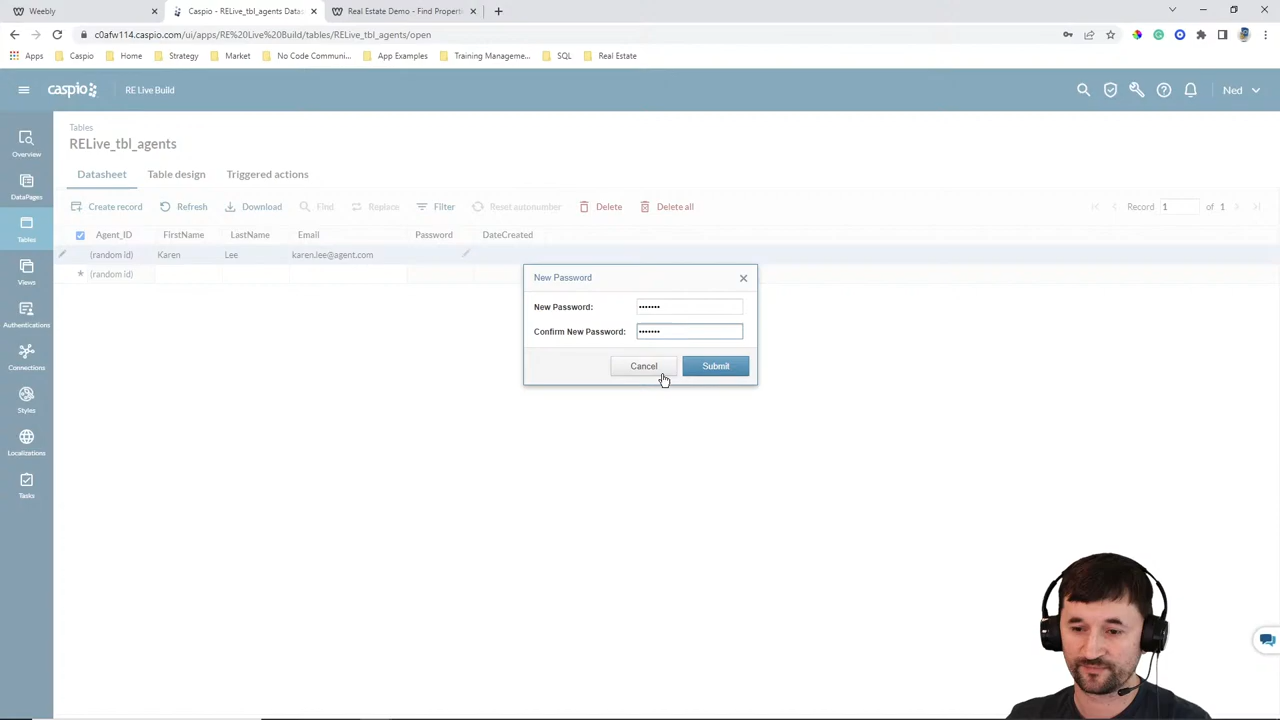 Weebly
Caspio - RELive_tbl_agents Datas
Real Estate Demo - Find Properti
c0afw114.caspio.com/ui/apps/RE%20Live%20Build/tables/RELive_tbl_agents/open
Apps Caspio Home Strategy Market No Code Communi... App Examples Training Manageme... SQL Real Estate
caspio RE Live Build Ned
Overview
DataPages
Tables
Views
Authentications
Connections
Styles
Localizations
Tasks
Tables
RELive_tbl_agents
Datasheet Table design Triggered actions
Create record Refresh Download Find Replace Filter Reset autonumber Delete Delete all Record 1 of 1
Agent_ID FirstName LastName Email Password DateCreated
(random id) Karen Lee karen.lee@agent.com
(random id)
New Password
New Password: •••••••
Confirm New Password: •••••••
Cancel Submit